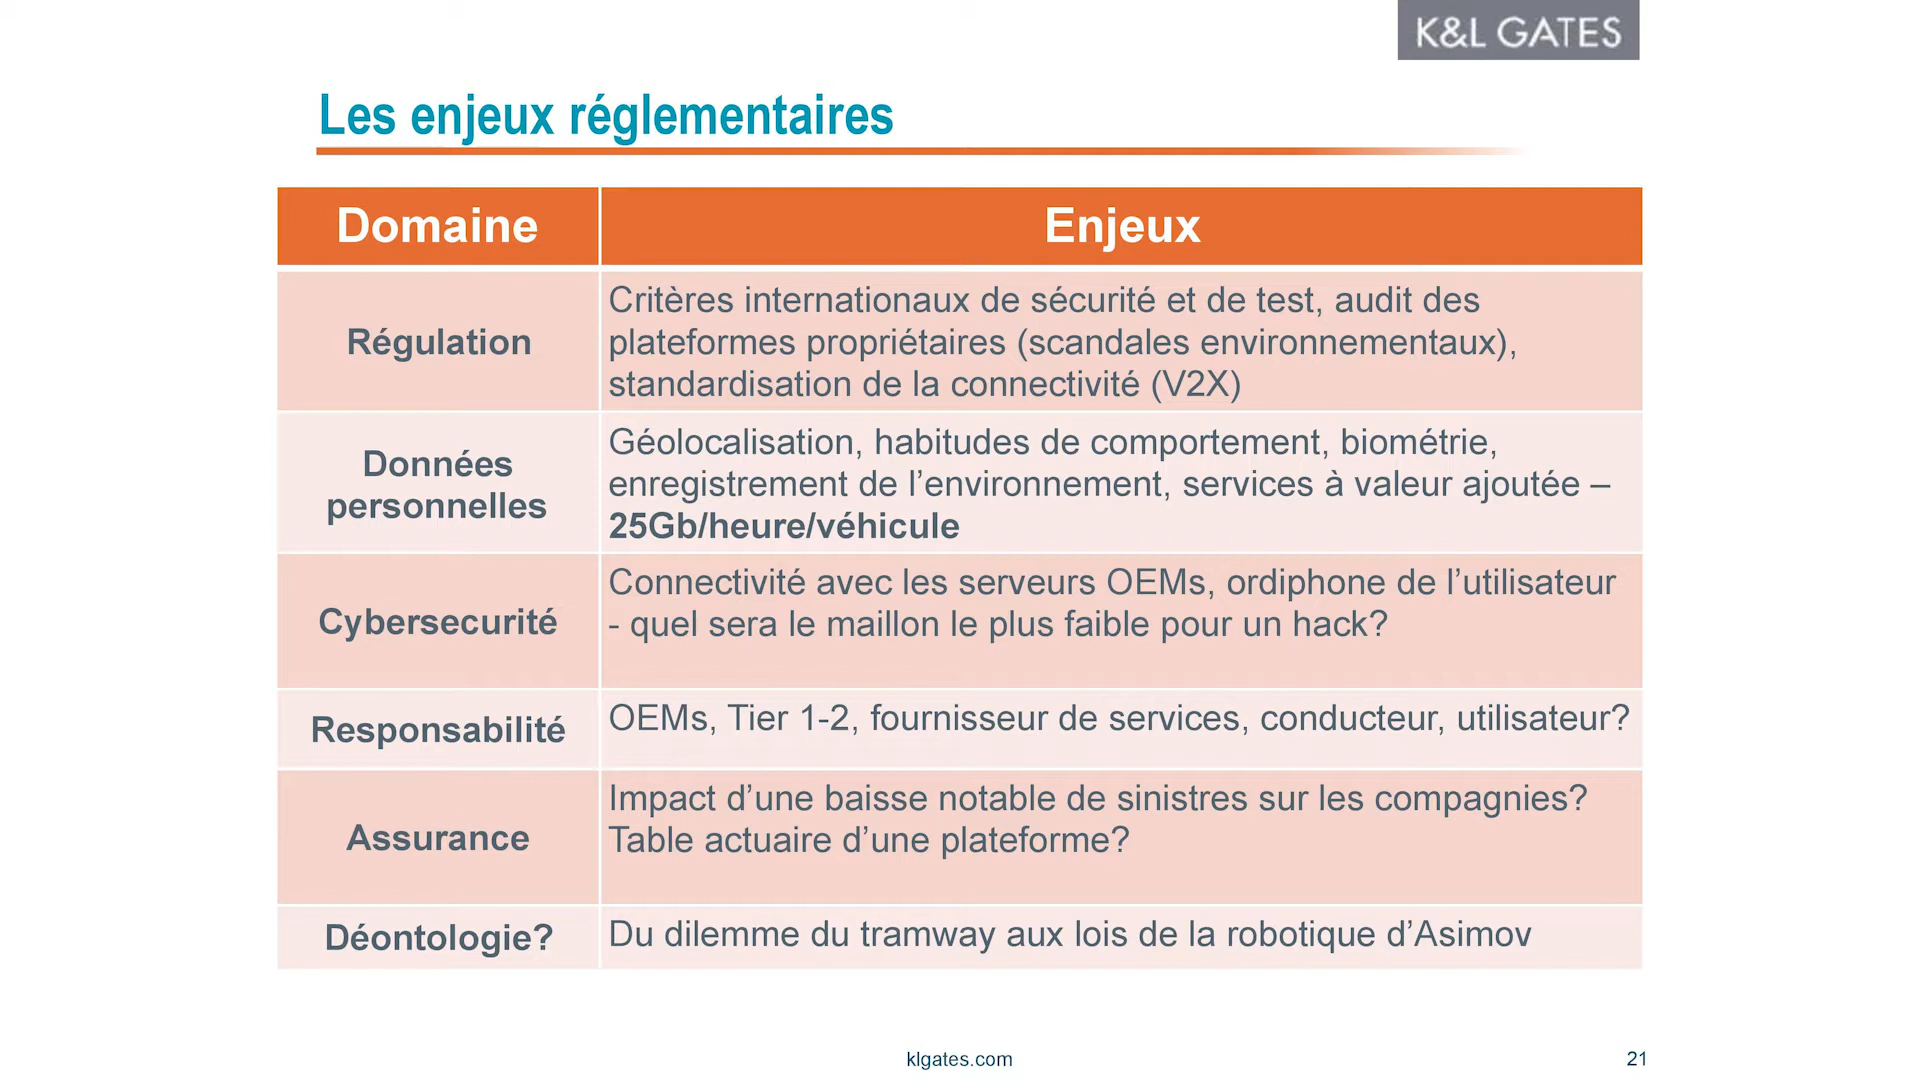 K&L GATES
Les enjeux réglementaires
Domaine
Enjeux
Régulation
Critères internationaux de sécurité et de test, audit des
plateformes propriétaires (scandales environnementaux),
standardisation de la connectivité (V2X)
Données
personnelles
Géolocalisation, habitudes de comportement, biométrie,
enregistrement de l’environnement, services à valeur ajoutée –
25Gb/heure/véhicule
Cybersecurité
Connectivité avec les serveurs OEMs, ordiphone de l’utilisateur
- quel sera le maillon le plus faible pour un hack?
Responsabilité
OEMs, Tier 1-2, fournisseur de services, conducteur, utilisateur?
Assurance
Impact d’une baisse notable de sinistres sur les compagnies?
Table actuaire d’une plateforme?
Déontologie?
Du dilemme du tramway aux lois de la robotique d’Asimov
klgates.com
21